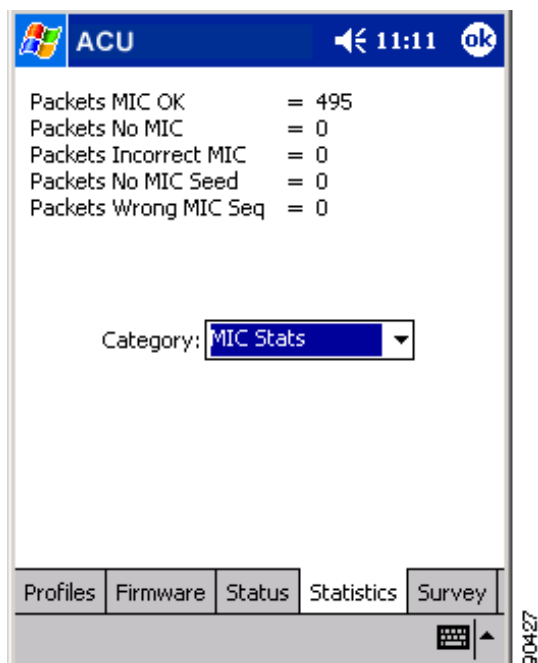 ACU 11:11 ok
Packets MIC OK = 495
Packets No MIC = 0
Packets Incorrect MIC = 0
Packets No MIC Seed = 0
Packets Wrong MIC Seq = 0
Category: MIC Stats
Profiles Firmware Status Statistics Survey
90427